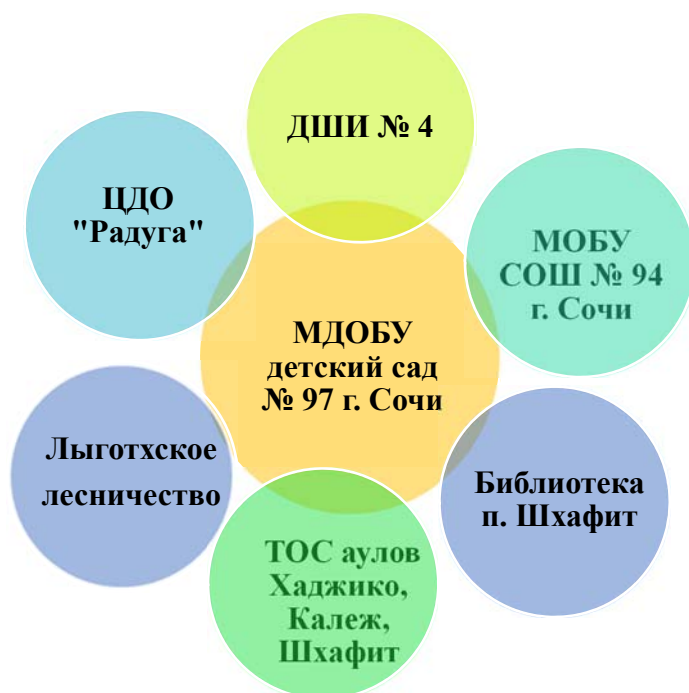 ДШИ № 4
ЦДО
"Радуга"
МОБУ
СОШ № 94
г. Сочи
МДОБУ
детский сад
№ 97 г. Сочи
Лыготхское
лесничество
Библиотека
п. Шхафит
ТОС аулов
Хаджико,
Калеж,
Шхафит